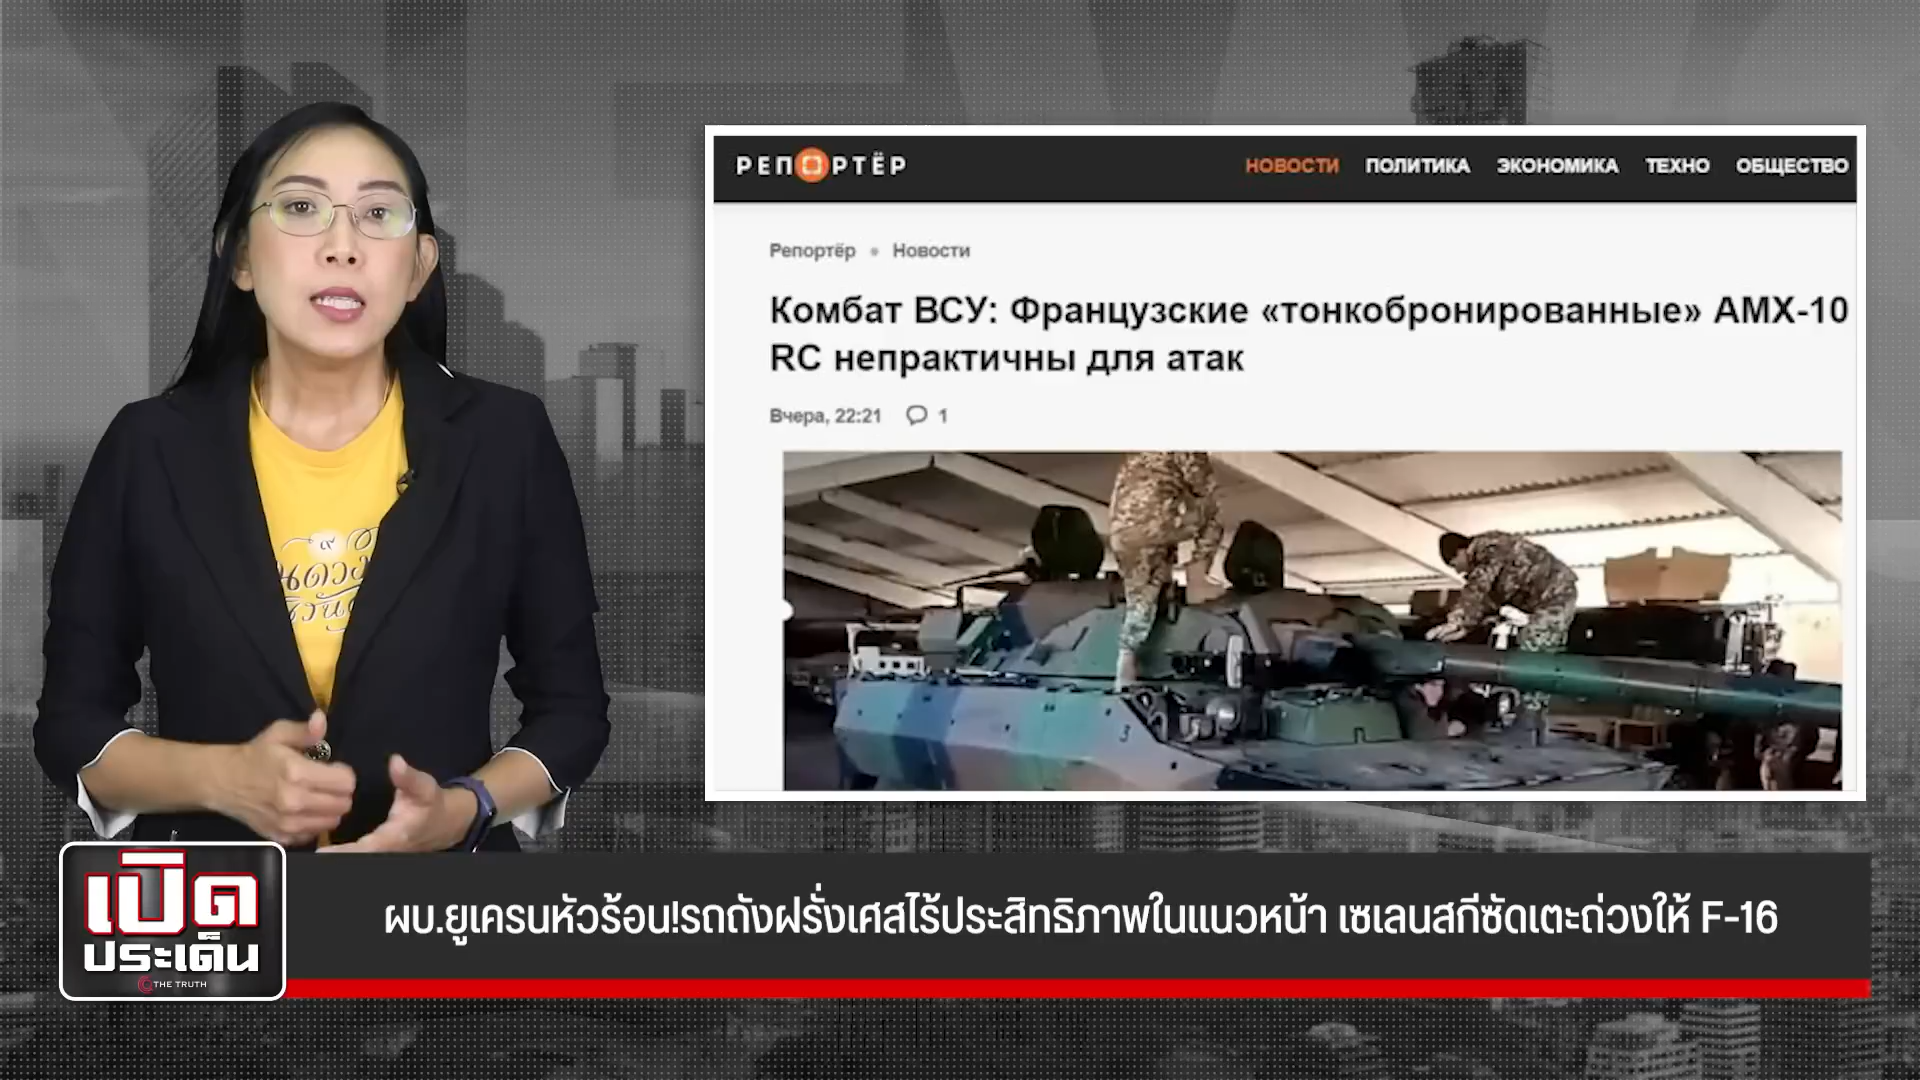 РЕПОРТЁР
НОВОСТИ ПОЛИТИКА ЭКОНОМИКА ТЕХНО ОБЩЕСТВО
Репортёр • Новости
Комбат ВСУ: Французские «тонкобронированные» AMX-10
RC непрактичны для атак
Вчера, 22:21 1
3
๙
เปิด
ประเด็น
THE TRUTH
ผบ.ยูเครนหัวร้อน!รถถังฝรั่งเศสไร้ประสิทธิภาพในแนวหน้า เซเลนสกีซัดเตะถ่วงให้ F-16